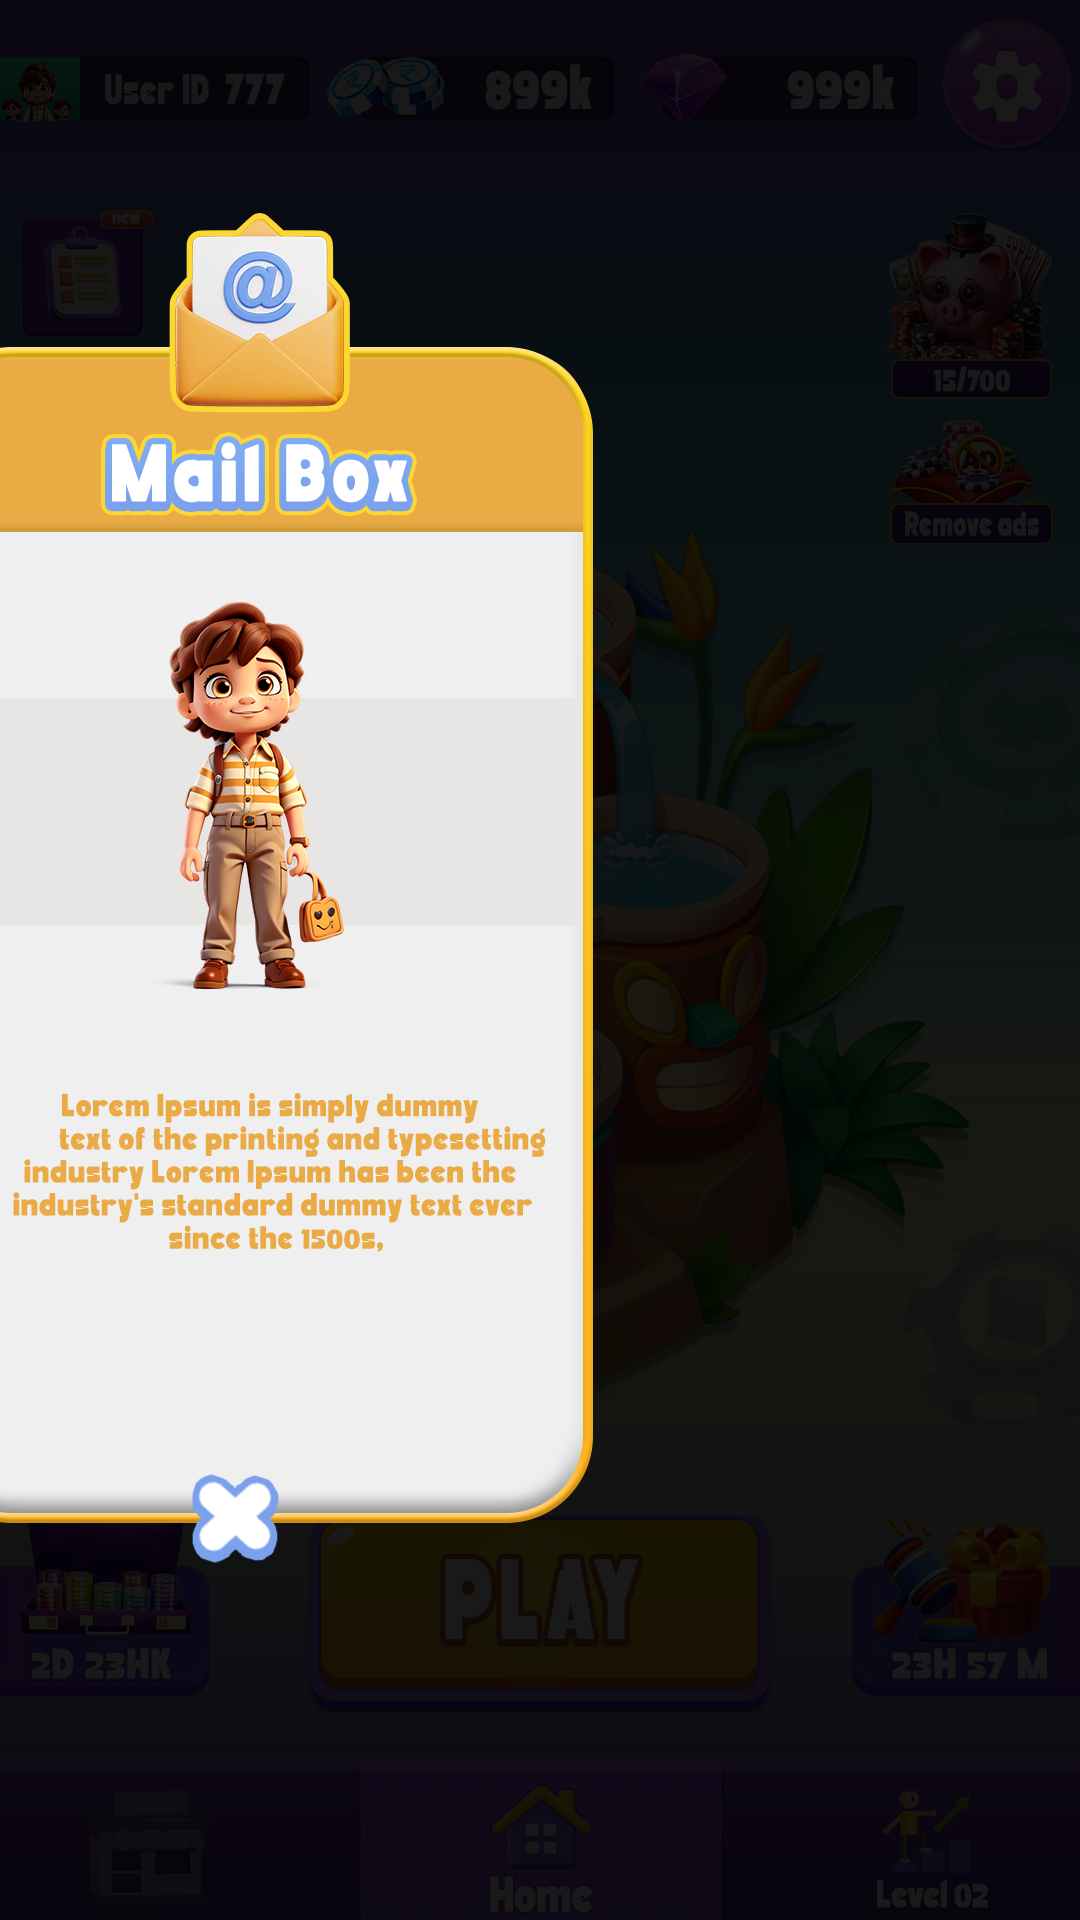 User ID 777
899k
999k
new
@
15/700
Mail Box
AD
Remove ads
Lorem Ipsum is simply dummy
text of the printing and typesetting
industry Lorem Ipsum has been the
industry's standard dummy text ever
since the 1500s,
PLAY
2D 23HK
23H 57 M
STORE
Home
Level 02